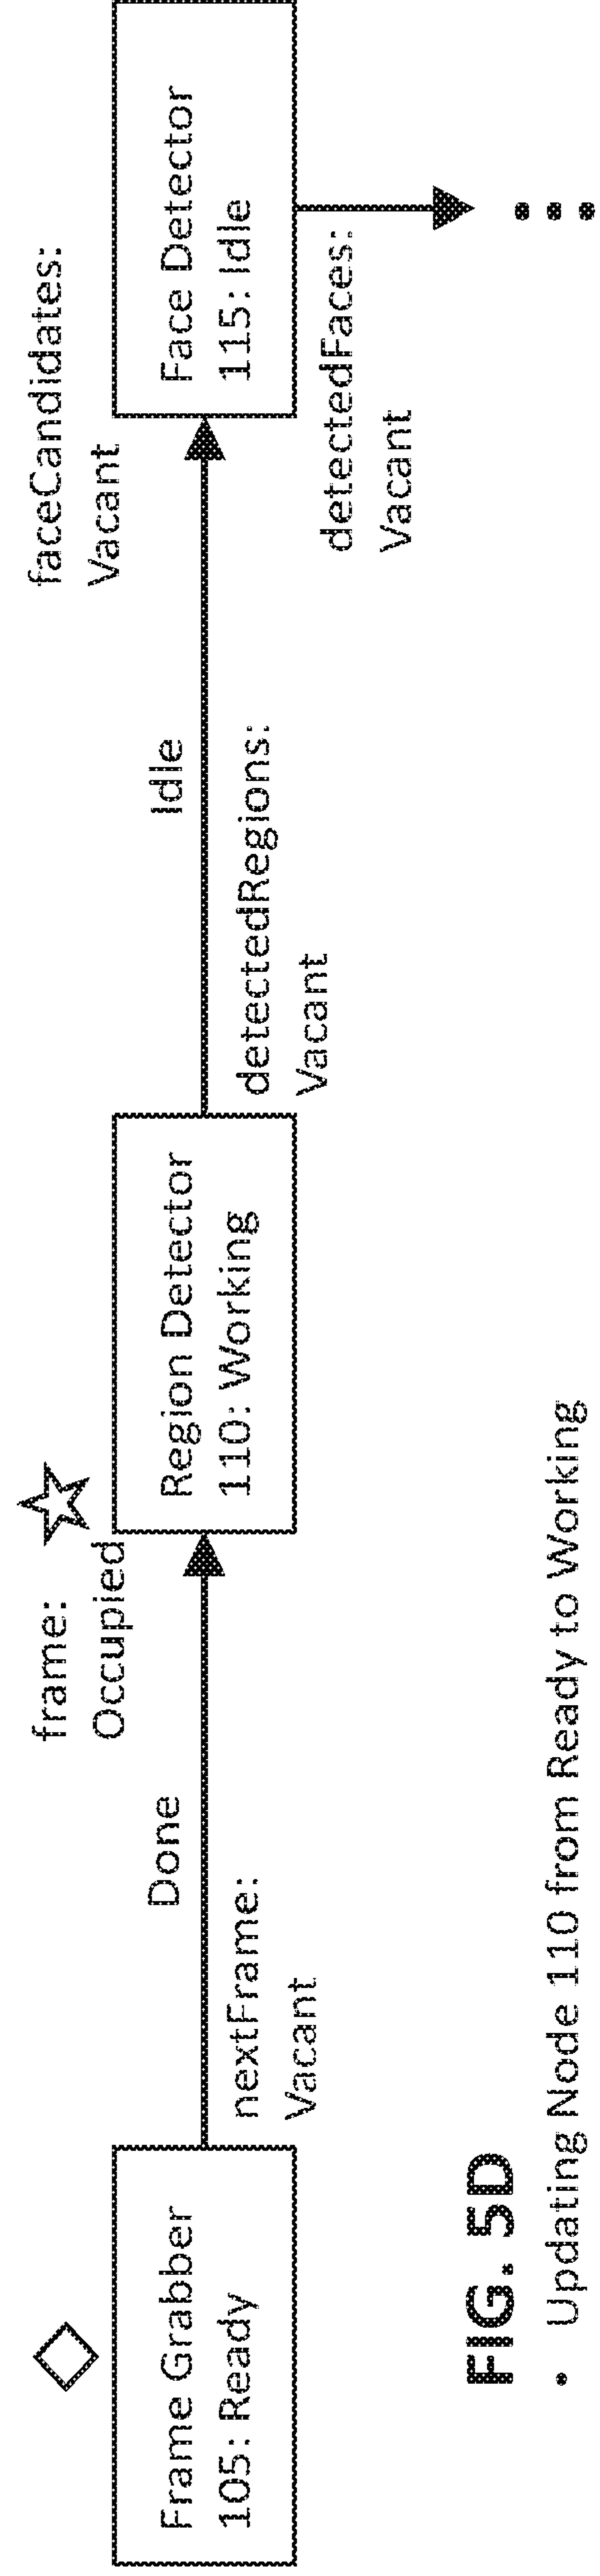 Frame Grabber
105: Ready
Done
nextFrame:
Vacant
frame:
Occupied
Region Detector
110: Working
Idle
detectedRegions:
Vacant
faceCandidates:
Vacant
Face Detector
115: Idle
detectedFaces:
Vacant
FIG. 5D
• Updating Node 110 from Ready to Working